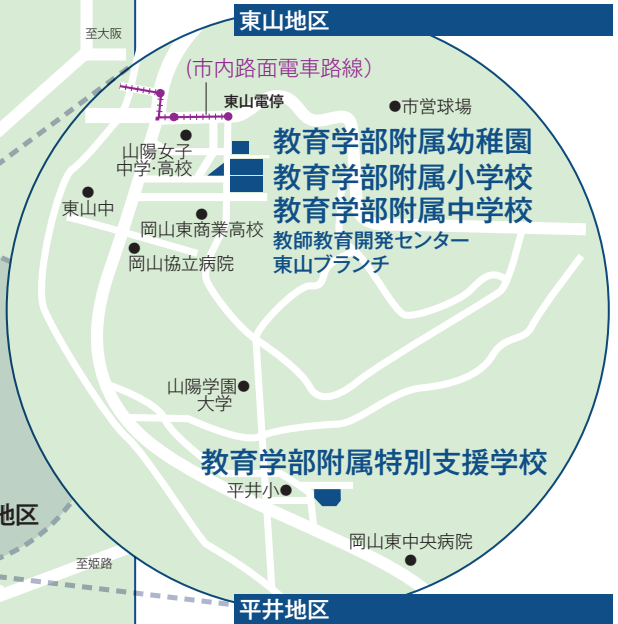 東山地区
至大阪
(市内路面電車路線)
東山電停
市営球場
山陽女子
中学・高校
教育学部附属幼稚園
教育学部附属小学校
教育学部附属中学校
教師教育開発センター
東山ブランチ
東山中
岡山東商業高校
岡山協立病院
山陽学園
大学
教育学部附属特別支援学校
平井小
地区
岡山東中央病院
至姫路
平井地区